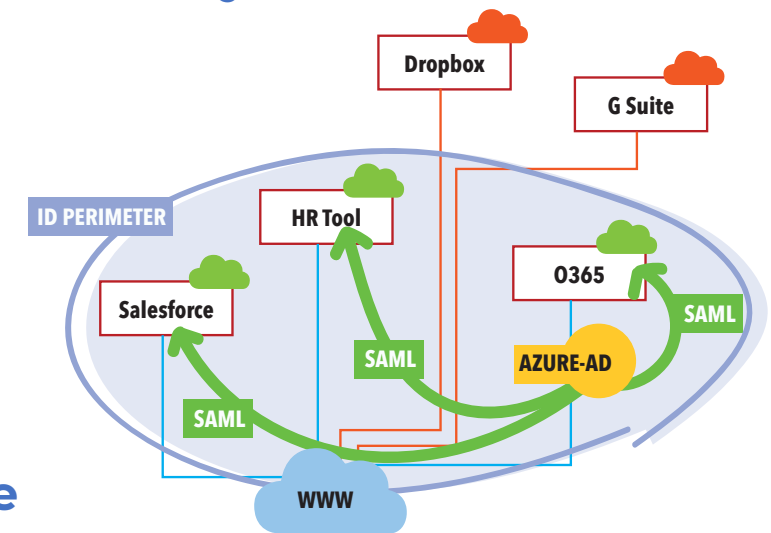 g
Dropbox
G Suite
ID PERIMETER
HR Tool
O365
Salesforce
SAML
SAML
AZURE-AD
SAML
WWW
e